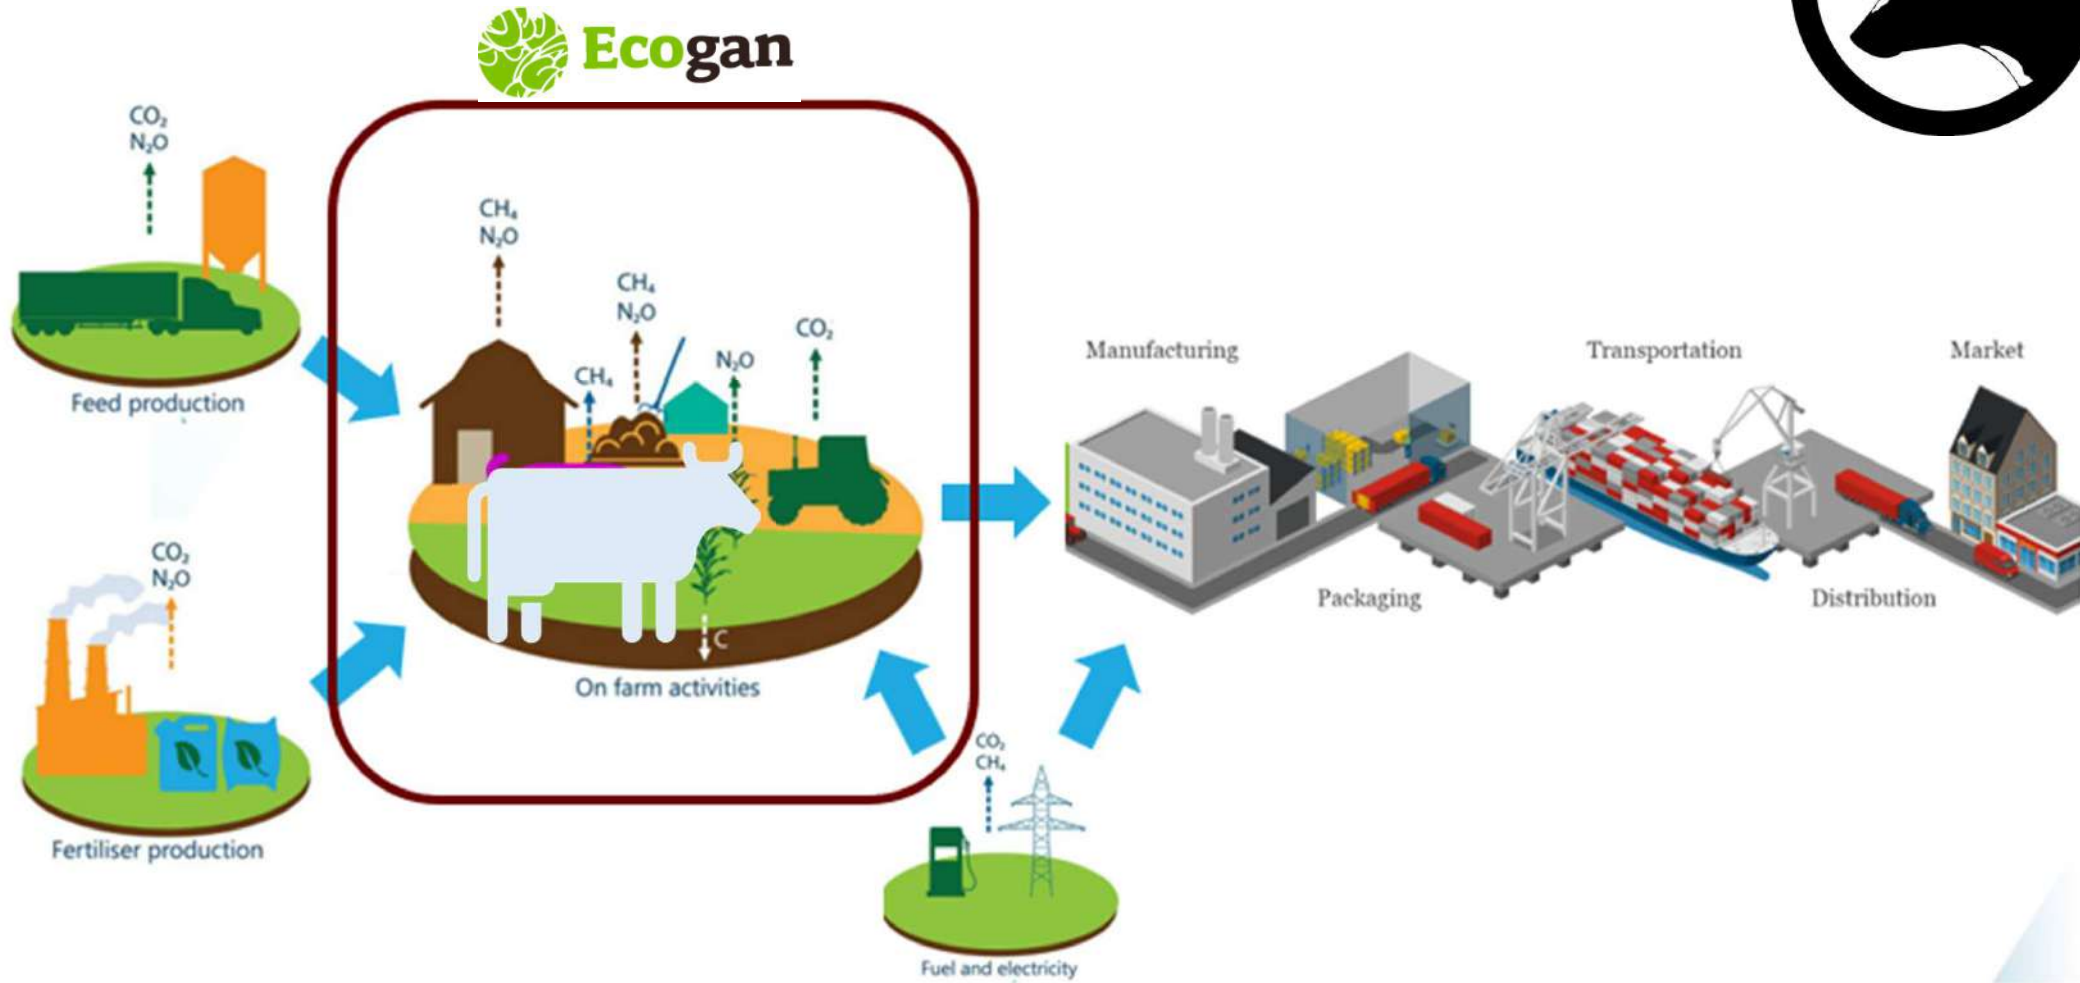 Ecogan
CO₂
N₂O
Feed production
CO₂
N₂O
Fertiliser production
CH₄
N₂O
CH₄
CH₄
N₂O
N₂O
CO₂
C
On farm activities
CO₂
CH₄
Fuel and electricity
Manufacturing
Packaging
Transportation
Distribution
Market